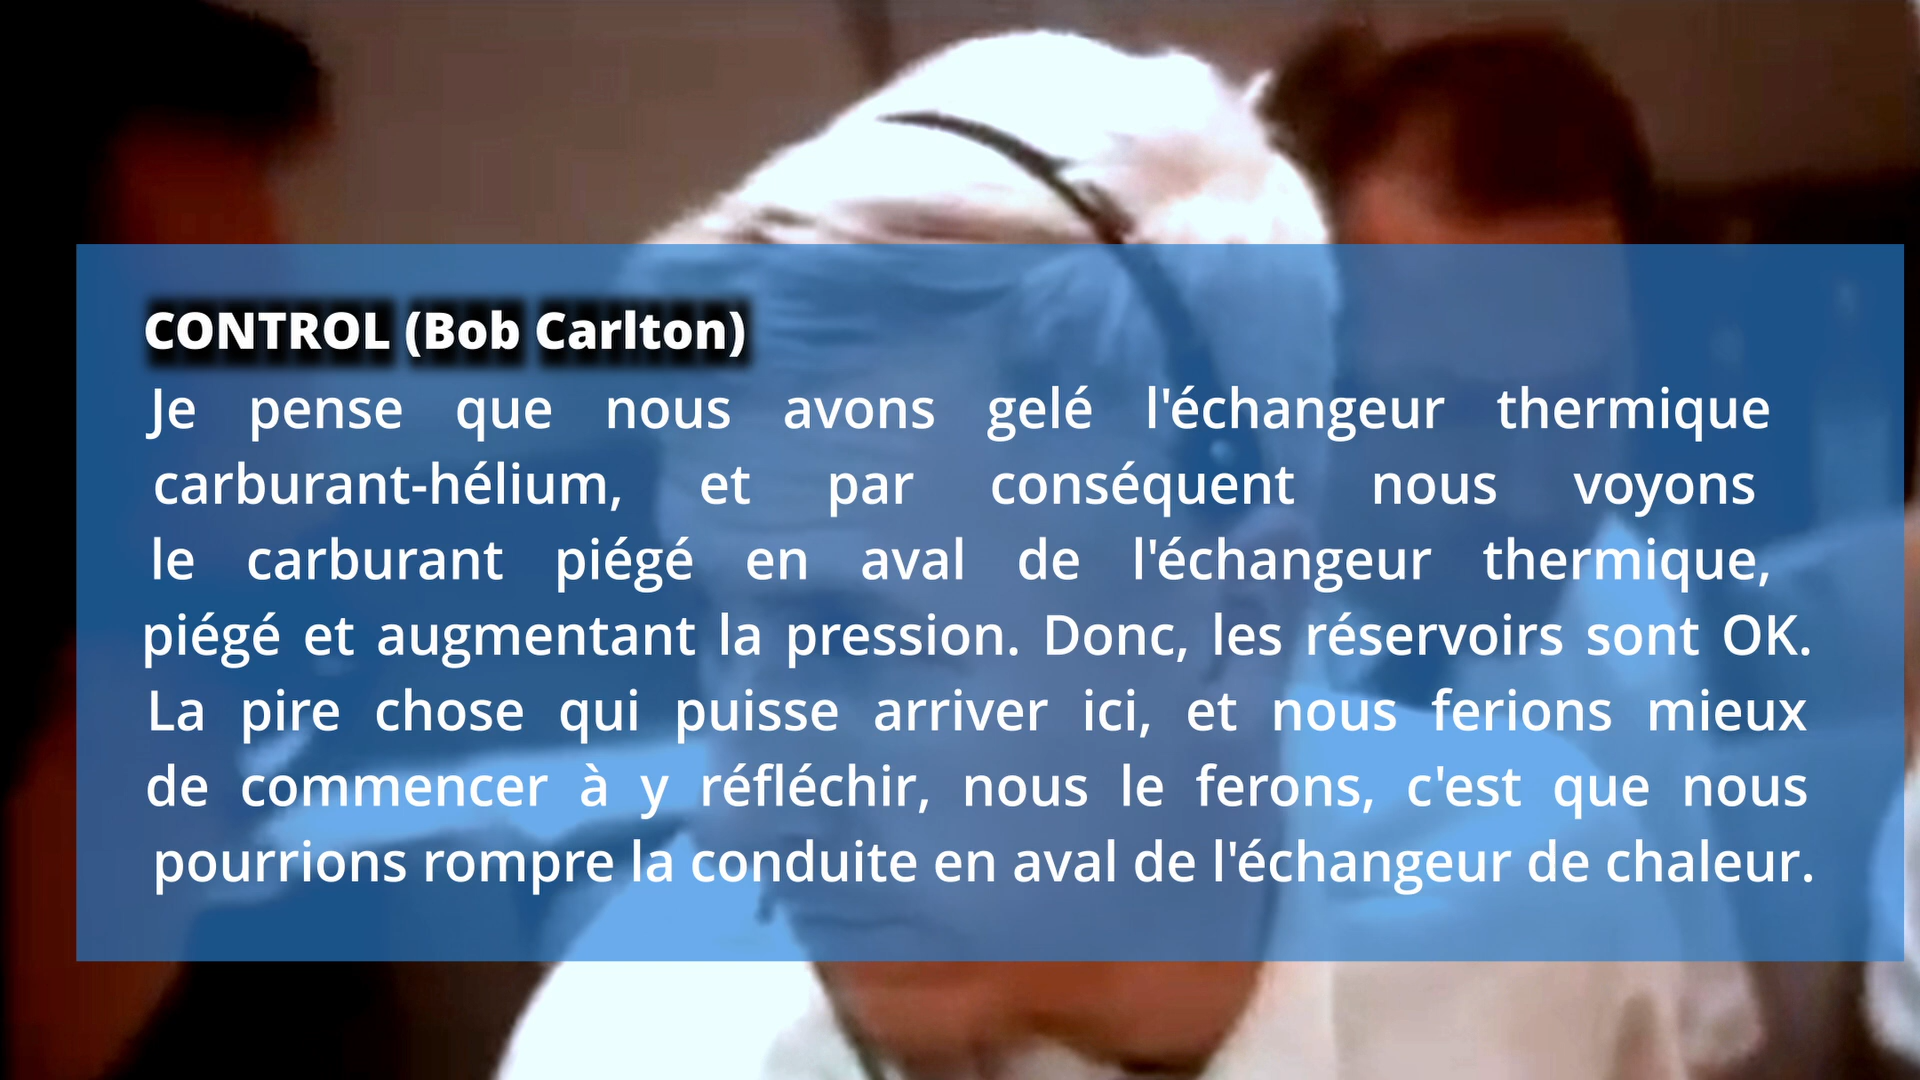 CONTROL (Bob Carlton)
Je pense que nous avons gelé l'échangeur thermique
carburant-hélium, et par conséquent nous voyons
le carburant piégé en aval de l'échangeur thermique,
piégé et augmentant la pression. Donc, les réservoirs sont OK.
La pire chose qui puisse arriver ici, et nous ferions mieux
de commencer à y réfléchir, nous le ferons, c'est que nous
pourrions rompre la conduite en aval de l'échangeur de chaleur.